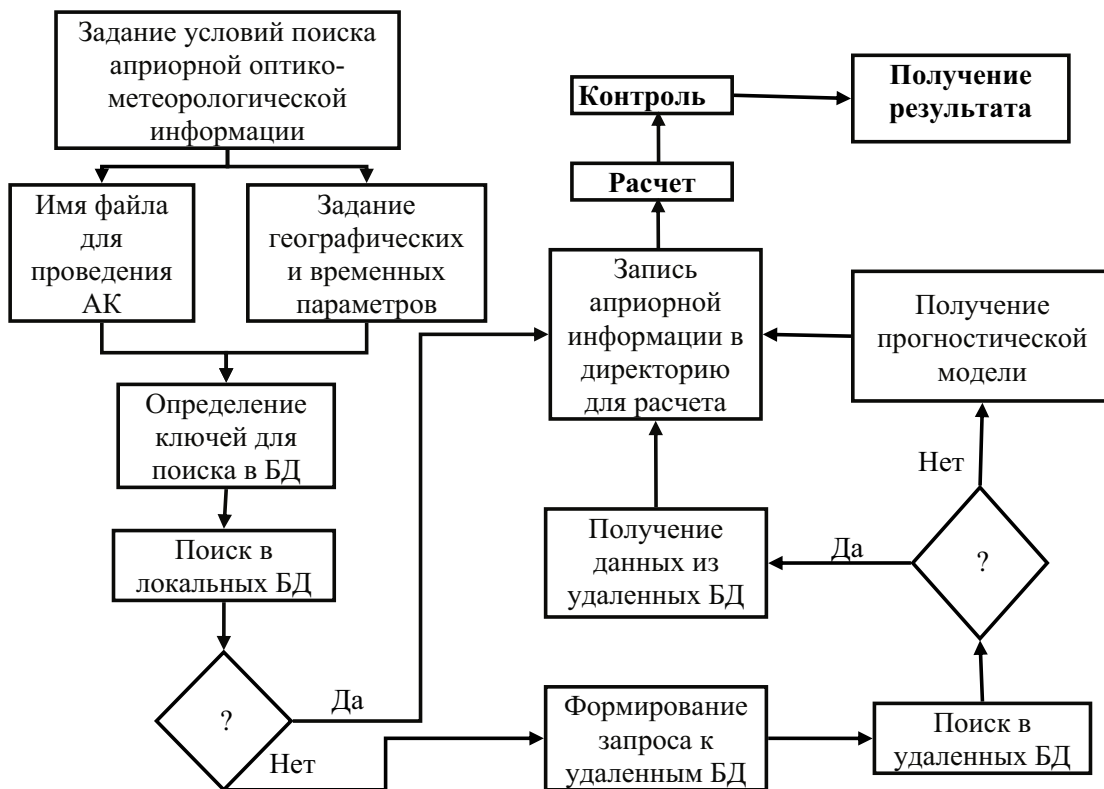 Задание условий поиска
априорной оптико-
метеорологической
информации
Имя файла
для
проведения
АК
Задание
географических
и временных
параметров
Определение
ключей для
поиска в БД
Поиск в
локальных БД
?
Да
Нет
Контроль
Получение
результата
Расчет
Запись
априорной
информации в
директорию
для расчета
Получение
прогностической
модели
Нет
Получение
данных из
удаленных БД
Да
?
Формирование
запроса к
удаленным БД
Поиск в
удаленных БД